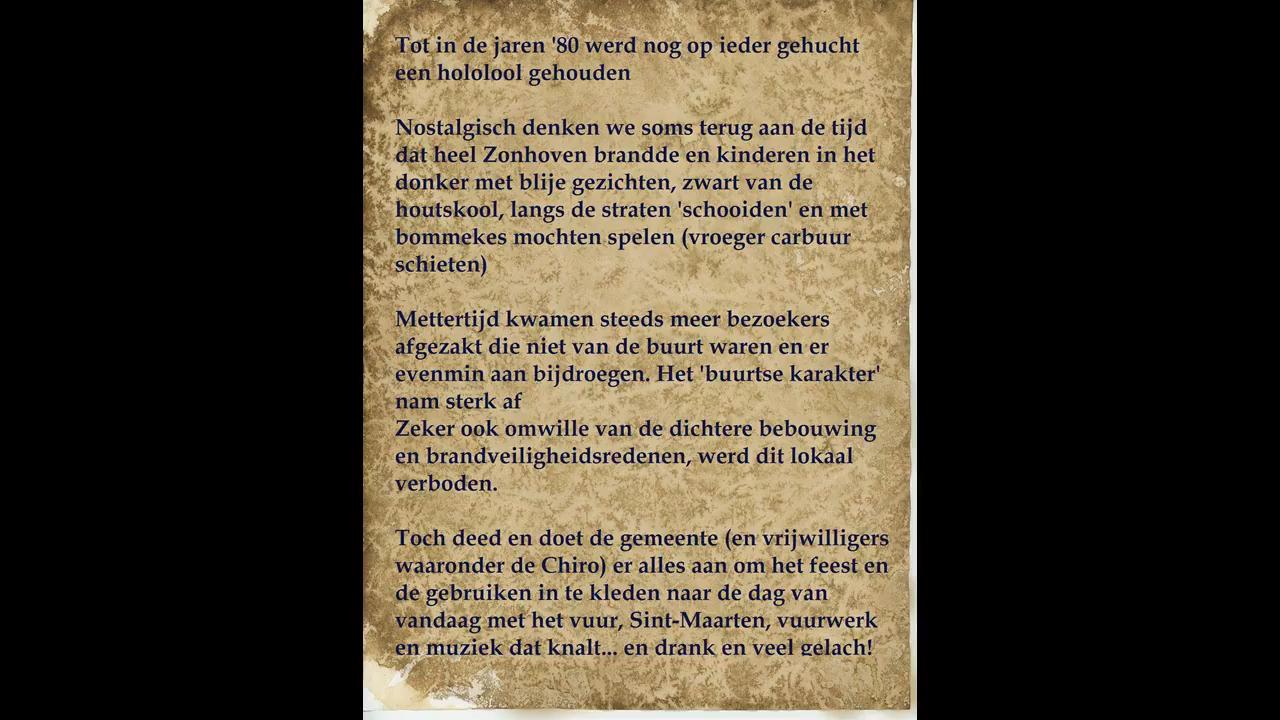 Tot in de jaren '80 werd nog op ieder gehucht
een hololool gehouden
Nostalgisch denken we soms terug aan de tijd
dat heel Zonhoven brandde en kinderen in het
donker met blije gezichten, zwart van de
houtskool, langs de straten 'schooiden' en met
bommekes mochten spelen (vroeger carbuur
schieten)
Mettertijd kwamen steeds meer bezoekers
afgezakt die niet van de buurt waren en er
evenmin aan bijdroegen. Het 'buurtse karakter'
nam sterk af
Zeker ook omwille van de dichtere bebouwing
en brandveiligheidsredenen, werd dit lokaal
verboden.
Toch deed en doet de gemeente (en vrijwilligers
waaronder de Chiro) er alles aan om het feest en
de gebruiken in te kleden naar de dag van
vandaag met het vuur, Sint-Maarten, vuurwerk
en muziek dat knalt... en drank en veel gelach!